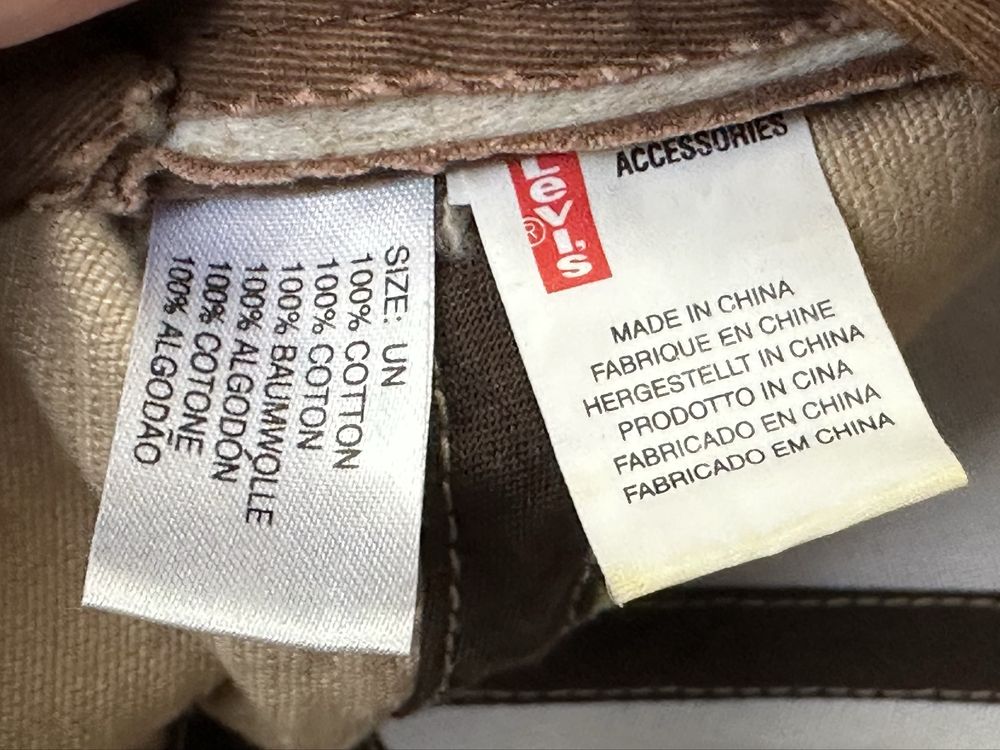 SIZE: UN
100% COTTON
100% COTON
100% BAUMWOLLE
100% ALGODÓN
100% COTONE
100% ALGODÃO
Levi's
®
ACCESSORIES
MADE IN CHINA
FABRIQUE EN CHINE
HERGESTELLT IN CHINA
PRODOTTO IN CINA
FABRICADO EN CHINA
FABRICADO EM CHINA